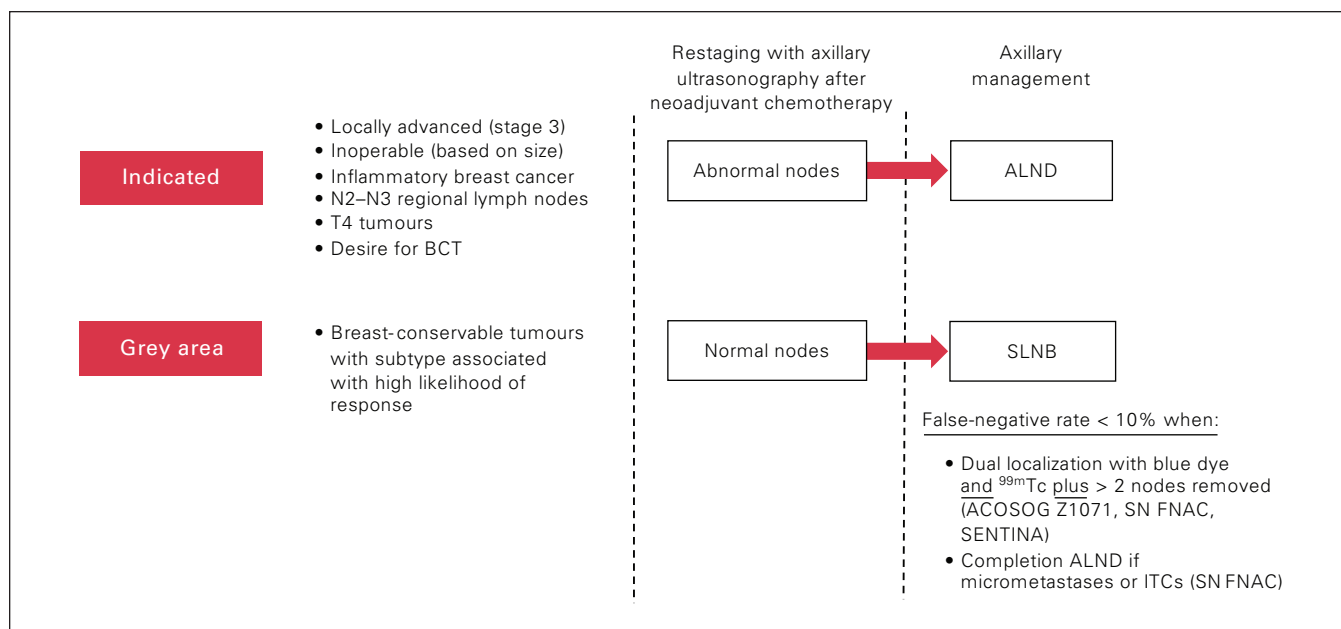 Restaging with axillary
ultrasonography after
neoadjuvant chemotherapy
Axillary
management
Indicated
• Locally advanced (stage 3)
• Inoperable (based on size)
• Inflammatory breast cancer
• N2–N3 regional lymph nodes
• T4 tumours
• Desire for BCT
Abnormal nodes
ALND
Grey area
• Breast-conservable tumours
with subtype associated
with high likelihood of
response
Normal nodes
SLNB
False-negative rate < 10% when:
• Dual localization with blue dye
and 99mTc plus > 2 nodes removed
(ACOSOG Z1071, SN FNAC,
SENTINA)
• Completion ALND if
micrometastases or ITCs (SN FNAC)